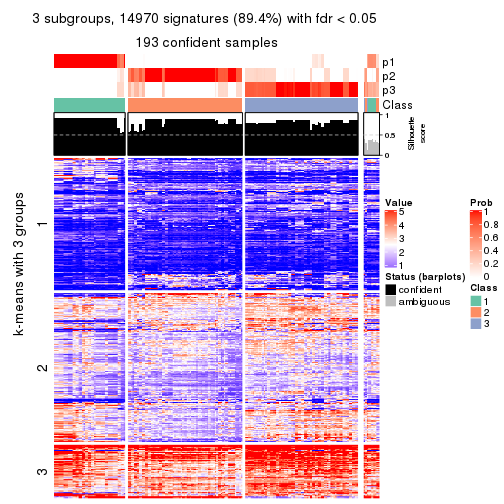 3 subgroups, 14970 signatures (89.4%) with fdr < 0.05
193 confident samples
p1
p2
p3
Class
1
0.5
0
Silhouette
score
k-means with 3 groups
1
2
3
Value
5
4
3
2
1
Status (barplots)
confident
ambiguous
Prob
1
0.8
0.6
0.4
0.2
0
Class
1
2
3